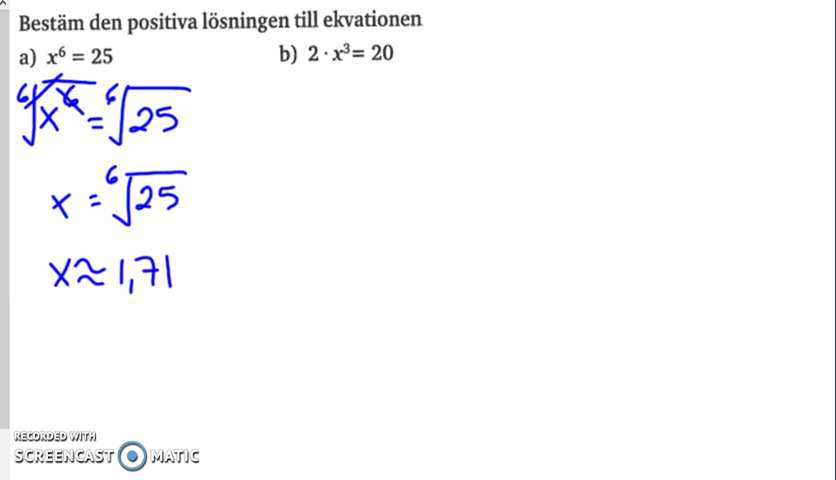 Bestäm den positiva lösningen till ekvationen
a) x⁶ = 25
b) 2 · x³= 20
⁶√x⁶ = ⁶√25
x = ⁶√25
x ≈ 1,71
RECORDED WITH
SCREENCAST MATIC